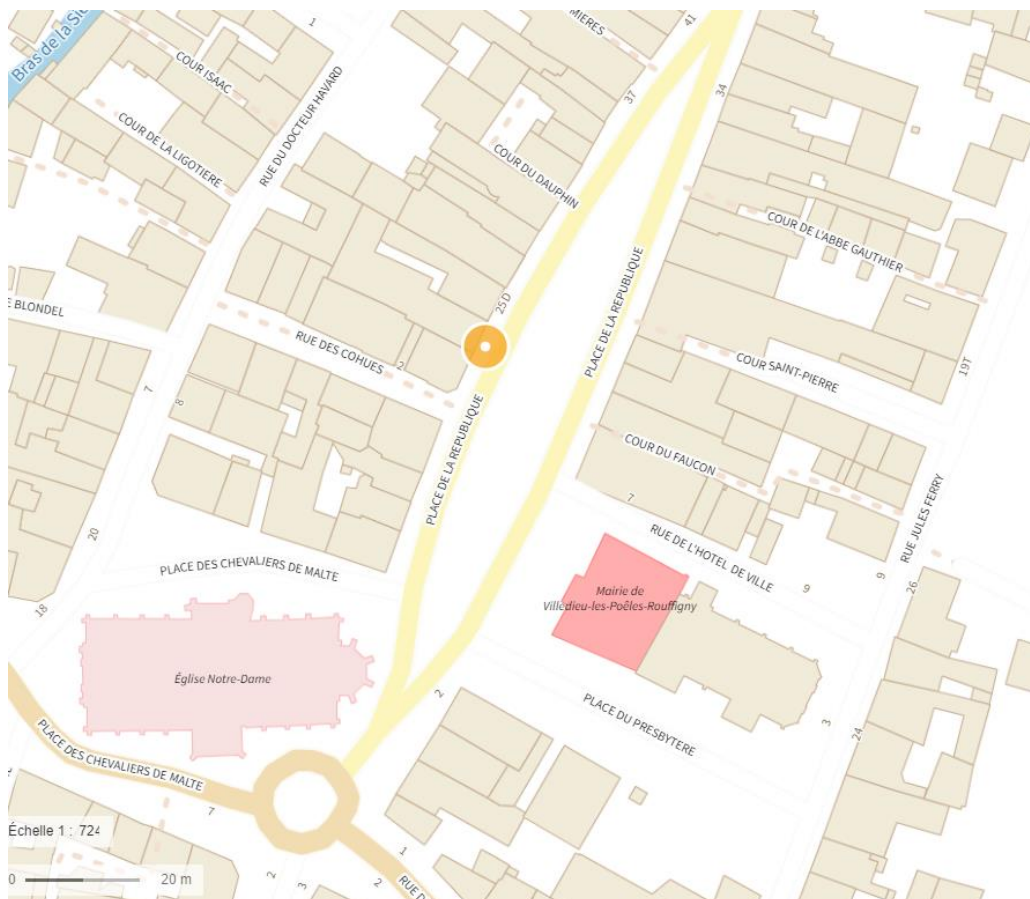 Bras de la Sie
COUR ISAAC
COUR DE LA LIGOTIERE
RUE DU DOCTEUR HAVARD
1
MIERES
41
37
34
COUR DU DAUPHIN
COUR DE L'ABBE GAUTHIER
25 D
PLACE DE LA REPUBLIQUE
E BLONDEL
RUE DES COHUES
2
COUR SAINT-PIERRE
19T
7
8
PLACE DE LA REPUBLIQUE
COUR DU FAUCON
7
RUE DE L'HOTEL DE VILLE
RUE JULES FERRY
20
PLACE DES CHEVALIERS DE MALTE
9
9
26
18
Mairie de
Villedieu-les-Poêles-Rouffigny
Église Notre-Dame
2
PLACE DU PRESBYTERE
3
24
PLACE DES CHEVALIERS DE MALTE
7
Échelle 1 : 724
1
2
3
2
RUE D
0 20 m